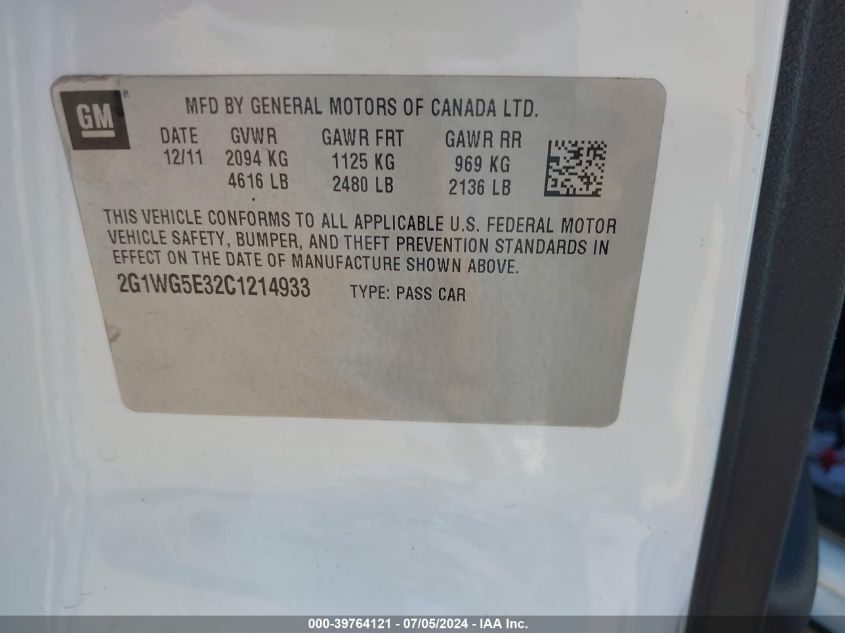 GM
MFD BY GENERAL MOTORS OF CANADA LTD.
DATE GVWR GAWR FRT GAWR RR
12/11 2094 KG 1125 KG 969 KG
4616 LB 2480 LB 2136 LB
THIS VEHICLE CONFORMS TO ALL APPLICABLE U.S. FEDERAL MOTOR
VEHICLE SAFETY, BUMPER, AND THEFT PREVENTION STANDARDS IN
EFFECT ON THE DATE OF MANUFACTURE SHOWN ABOVE.
2G1WG5E32C1214933 TYPE: PASS CAR
000-39764121 - 07/05/2024 - IAA Inc.